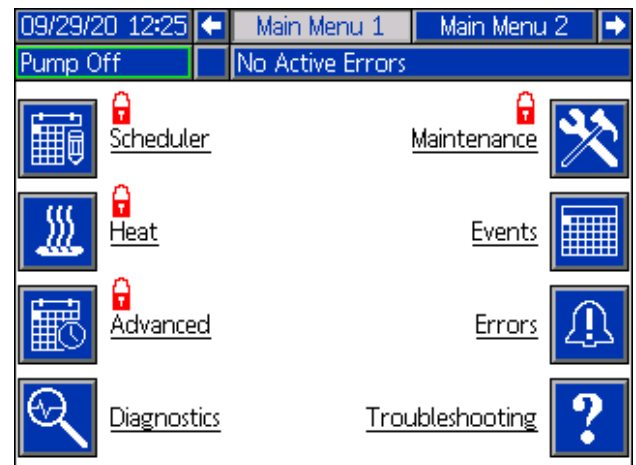 09/29/20 12:25 Main Menu 1 Main Menu 2
Pump Off No Active Errors
Scheduler Maintenance
Heat Events
Advanced Errors
Diagnostics Troubleshooting ?